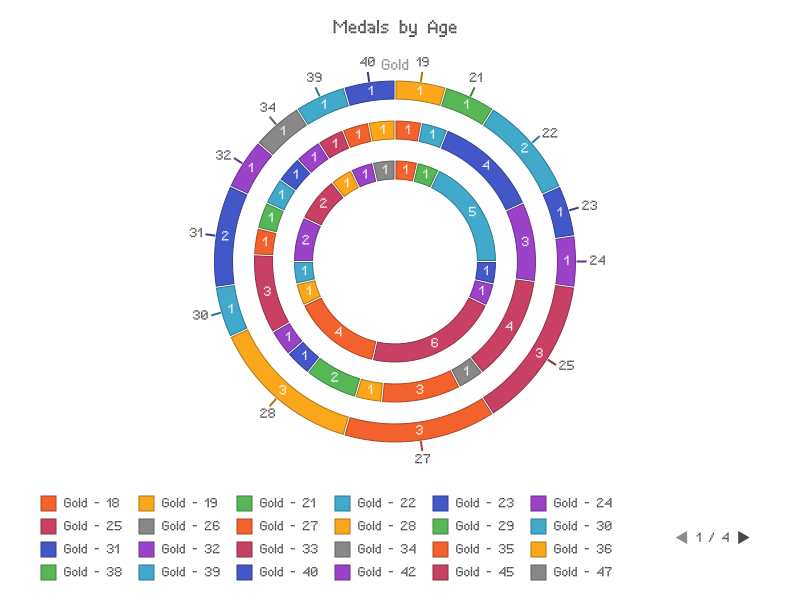 Medals by Age
Gold
40 19
39 21
34 22
32 23
31 24
30 25
28 27
1 1 1 2 1 1 3 3 3 1 2 1 1 1 1
1 1 4 3 4 1 3 1 2 1 1 3 1 1 1 1 1 1 1 1
1 1 5 1 1 6 4 1 1 2 2 1 1 1
Gold - 18 Gold - 19 Gold - 21 Gold - 22 Gold - 23 Gold - 24
Gold - 25 Gold - 26 Gold - 27 Gold - 28 Gold - 29 Gold - 30
Gold - 31 Gold - 32 Gold - 33 Gold - 34 Gold - 35 Gold - 36
Gold - 38 Gold - 39 Gold - 40 Gold - 42 Gold - 45 Gold - 47
1 / 4